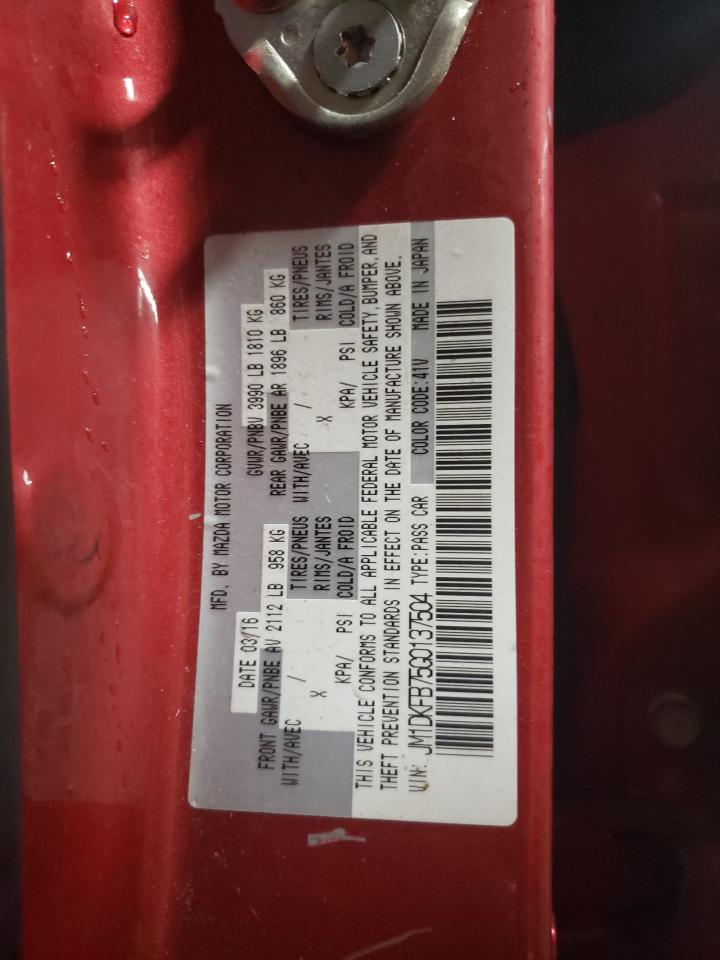 MFD. BY MAZDA MOTOR CORPORATION
DATE 03/16 GVWR/PNBV 3990 LB 1810 KG
FRONT GAWR/PNBE AV 2112 LB 958 KG REAR GAWR/PNBE AR 1896 LB 860 KG
WITH/AVEC / TIRES/PNEUS WITH/AVEC / TIRES/PNEUS
X RIMS/JANTES X RIMS/JANTES
KPA/ PSI COLD/A FROID KPA/ PSI COLD/A FROID
THIS VEHICLE CONFORMS TO ALL APPLICABLE FEDERAL MOTOR VEHICLE SAFETY, BUMPER, AND
THEFT PREVENTION STANDARDS IN EFFECT ON THE DATE OF MANUFACTURE SHOWN ABOVE.
VIN: JM1DKFB75G0137504 TYPE:PASS CAR COLOR CODE:41V MADE IN JAPAN